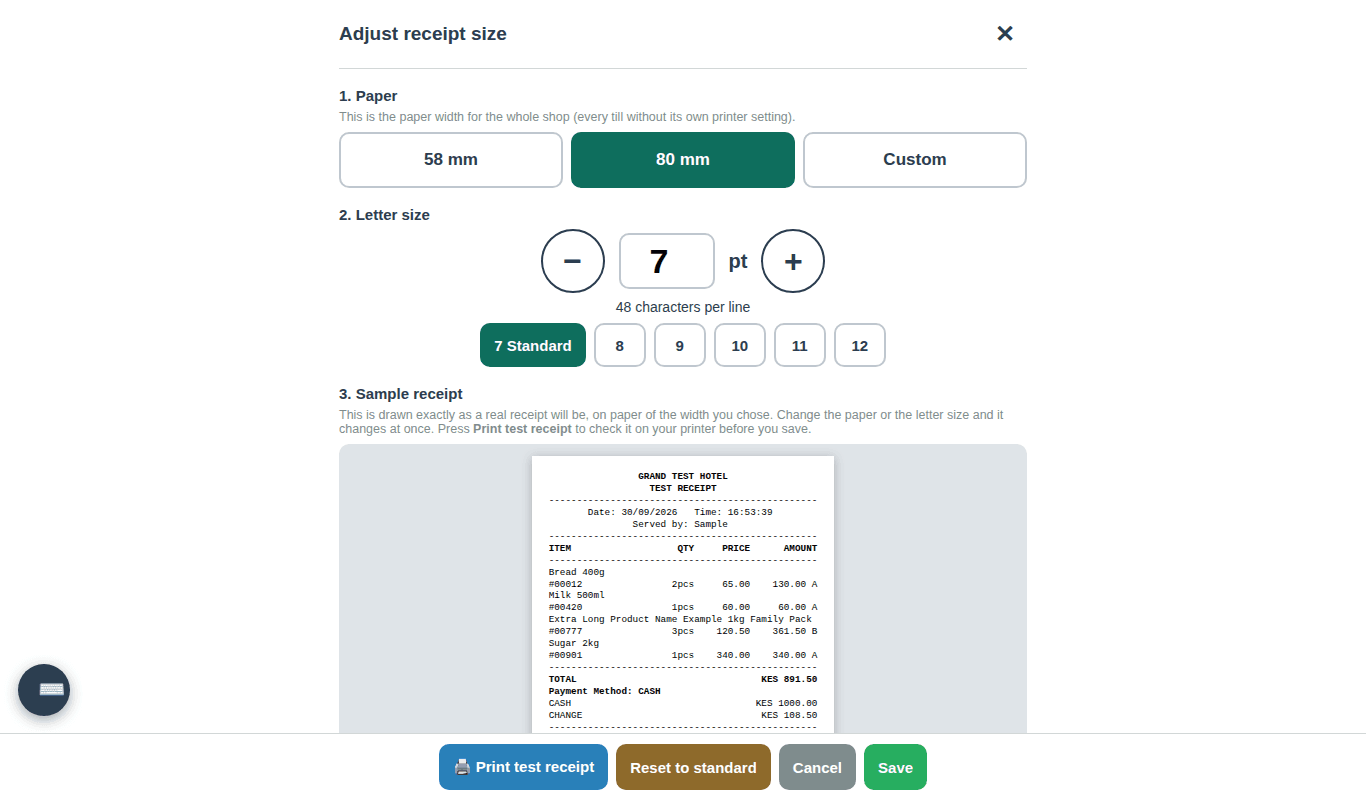 Adjust receipt size ✕
1. Paper
This is the paper width for the whole shop (every till without its own printer setting).
58 mm 80 mm Custom
2. Letter size
− 7 pt +
48 characters per line
7 Standard 8 9 10 11 12
3. Sample receipt
This is drawn exactly as a real receipt will be, on paper of the width you chose. Change the paper or the letter size and it
changes at once. Press Print test receipt to check it on your printer before you save.
GRAND TEST HOTEL
TEST RECEIPT
------------------------------------------------
Date: 30/09/2026 Time: 16:53:39
Served by: Sample
------------------------------------------------
ITEM QTY PRICE AMOUNT
------------------------------------------------
Bread 400g
#00012 2pcs 65.00 130.00 A
Milk 500ml
#00420 1pcs 60.00 60.00 A
Extra Long Product Name Example 1kg Family Pack
#00777 3pcs 120.50 361.50 B
Sugar 2kg
#00901 1pcs 340.00 340.00 A
------------------------------------------------
TOTAL KES 891.50
Payment Method: CASH
CASH KES 1000.00
CHANGE KES 108.50
------------------------------------------------
Print test receipt Reset to standard Cancel Save